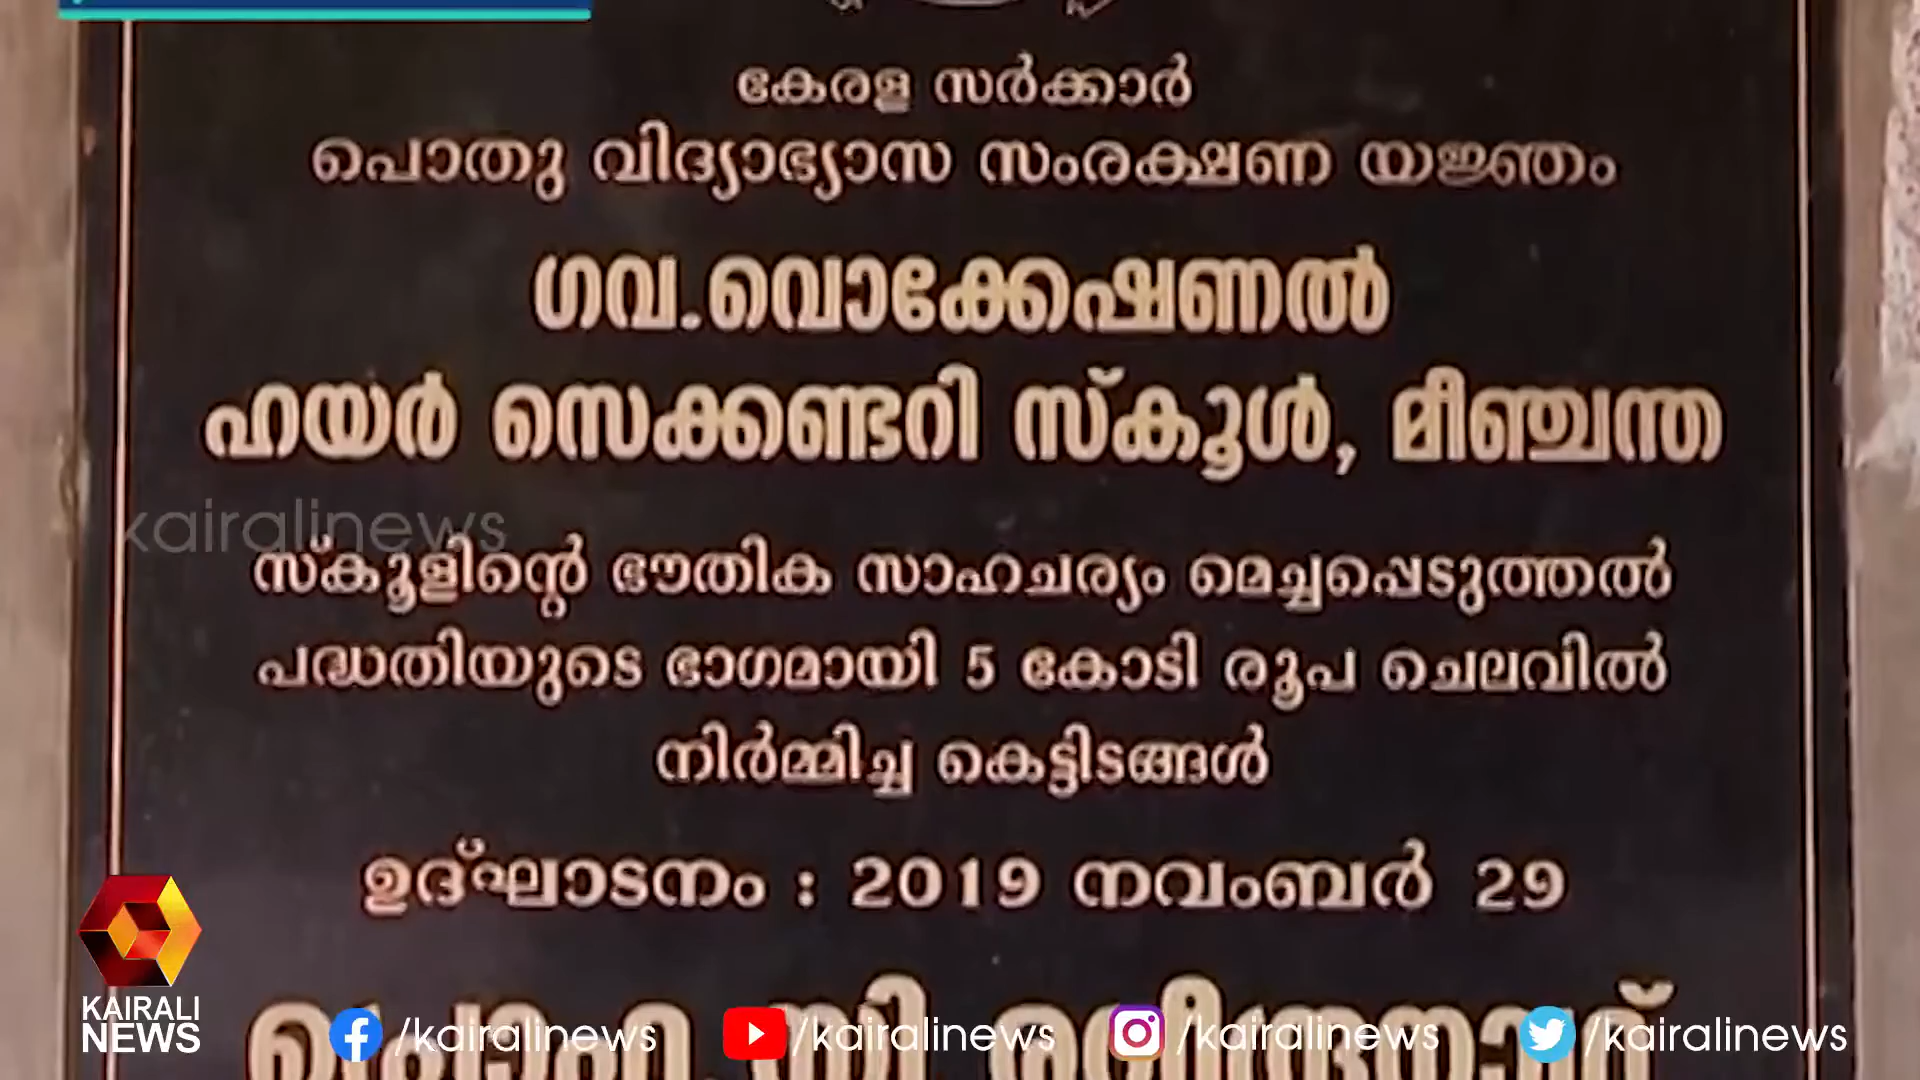 കേരള സർക്കാർ
പൊതു വിദ്യാഭ്യാസ സംരക്ഷണ യജ്ഞം
ഗവ.വൊക്കേഷണൽ
ഹയർ സെക്കണ്ടറി സ്കൂൾ, മീഞ്ചന്ത
kairalinews
സ്കൂളിന്റെ ഭൗതിക സാഹചര്യം മെച്ചപ്പെടുത്തൽ
പദ്ധതിയുടെ ഭാഗമായി 5 കോടി രൂപ ചെലവിൽ
നിർമ്മിച്ച കെട്ടിടങ്ങൾ
ഉദ്ഘാടനം : 2019 നവംബർ 29
KAIRALI
NEWS
/kairalinews /kairalinews /kairalinews /kairalinews